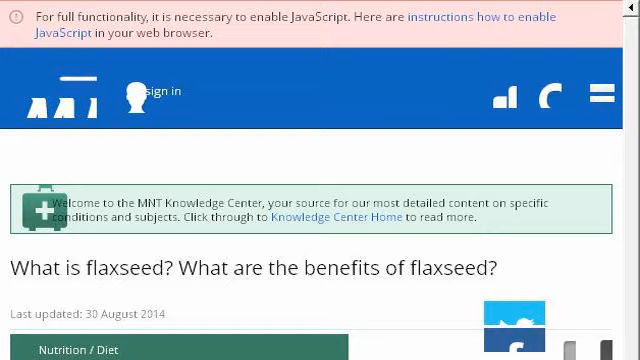 For full functionality, it is necessary to enable JavaScript. Here are instructions how to enable
JavaScript in your web browser.
sign in
Welcome to the MNT Knowledge Center, your source for our most detailed content on specific
conditions and subjects. Click through to Knowledge Center Home to read more.
What is flaxseed? What are the benefits of flaxseed?
Last updated: 30 August 2014
Nutrition / Diet